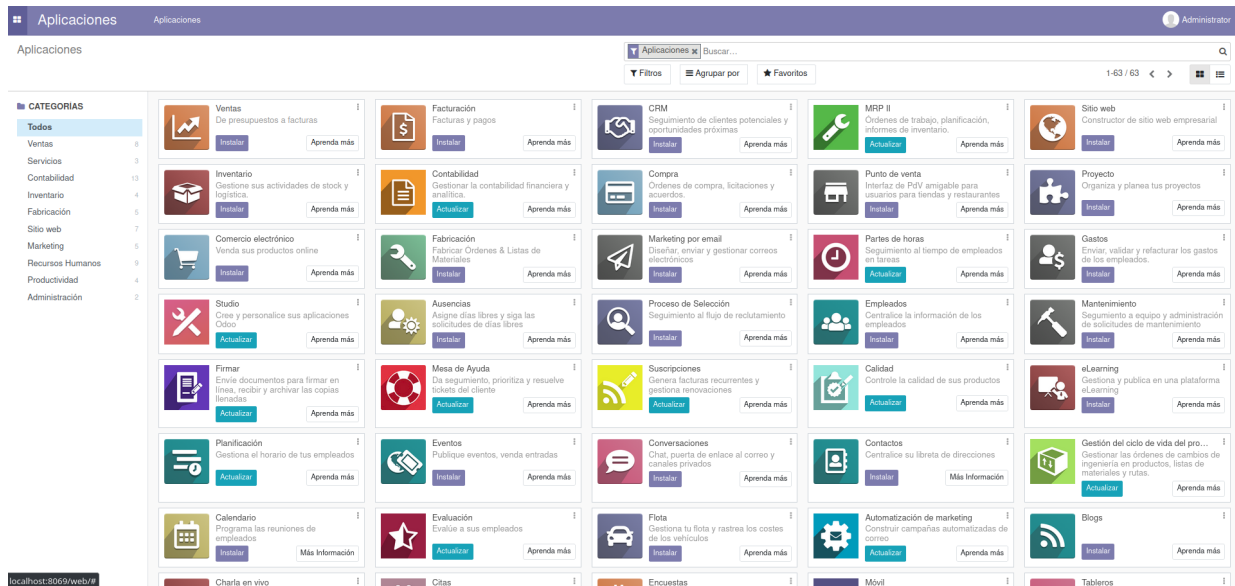 Aplicaciones Aplicaciones Administrator
Aplicaciones
Aplicaciones x Buscar...
Filtros Agrupar por Favoritos 1-63 / 63
CATEGORÍAS
Todos
Ventas 8
Servicios 3
Contabilidad 13
Inventario 4
Fabricación 6
Sitio web 7
Marketing 5
Recursos Humanos 9
Productividad 4
Administración 2
Ventas
De presupuestos a facturas
Instalar Aprenda más
Facturación
Facturas y pagos
Instalar Aprenda más
CRM
Seguimiento de clientes potenciales y
oportunidades próximas
Instalar Aprenda más
MRP II
Órdenes de trabajo, planificación,
informes de inventario.
Actualizar Aprenda más
Sitio web
Constructor de sitio web empresarial
Instalar Aprenda más
Inventario
Gestione sus actividades de stock y
logística.
Instalar Aprenda más
Contabilidad
Gestionar la contabilidad financiera y
analítica.
Actualizar Aprenda más
Compra
Ordenes de compra, licitaciones y
acuerdos.
Instalar Aprenda más
Punto de venta
Interfaz de PdV amigable para
usuarios para tiendas y restaurantes
Instalar Aprenda más
Proyecto
Organiza y planea tus proyectos
Instalar Aprenda más
Comercio electrónico
Venda sus productos online
Instalar Aprenda más
Fabricación
Fabricar Ordenes & Listas de
Materiales
Instalar Aprenda más
Marketing por email
Diseñar, enviar y gestionar correos
electrónicos
Instalar Aprenda más
Partes de horas
Seguimiento al tiempo de empleados
en tareas
Actualizar Aprenda más
Gastos
Enviar, validar y refacturar los gastos
de los empleados.
Instalar Aprenda más
Studio
Cree y personalice sus aplicaciones
Odoo
Actualizar Aprenda más
Ausencias
Asigne días libres y siga las
solicitudes de días libres
Instalar Aprenda más
Proceso de Selección
Seguimiento al flujo de reclutamiento
Instalar Aprenda más
Empleados
Centralice la información de los
empleados
Instalar Aprenda más
Mantenimiento
Segumiento a equipo y administración
de solicitudes de mantenimiento
Instalar Aprenda más
Firmar
Envíe documentos para firmar en
línea, recibir y archivar las copias
llenadas
Actualizar Aprenda más
Mesa de Ayuda
Da segumiento, prioritiza y resuelve
tickets del cliente
Actualizar Aprenda más
Suscripciones
Genera facturas recurrentes y
gestiona renovaciones
Actualizar Aprenda más
Calidad
Controle la calidad de sus productos
Actualizar Aprenda más
eLearning
Gestiona y publica en una plataforma
eLearning
Instalar Aprenda más
Planificación
Gestiona el horario de tus empleados
Actualizar Aprenda más
Eventos
Publique eventos, venda entradas
Instalar Aprenda más
Conversaciones
Chat, puerta de enlace al correo y
canales privados
Instalar Aprenda más
Contactos
Centralice su libreta de direcciones
Instalar Más Información
Gestión del ciclo de vida del pro...
Gestionar las órdenes de cambios de
ingeniería en productos, listas de
materiales y rutas.
Actualizar Aprenda más
Calendario
Programa las reuniones de
empleados
Instalar Más Información
Evaluación
Evalúe a sus empleados
Actualizar Aprenda más
Flota
Gestiona tu flota y rastrea los costes
de los vehículos
Instalar Aprenda más
Automatización de marketing
Construir campañas automatizadas de
correo
Actualizar Aprenda más
Blogs
Instalar Aprenda más
Charla en vivo
Citas
Encuestas
Móvil
Tableros
localhost:8069/web/#